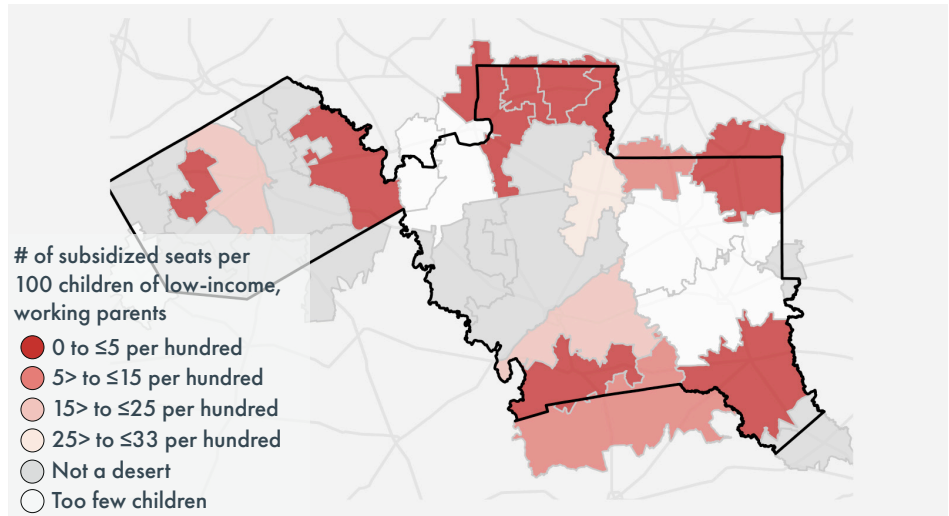 # of subsidized seats per
100 children of low-income,
working parents
0 to ≤5 per hundred
5> to ≤15 per hundred
15> to ≤25 per hundred
25> to ≤33 per hundred
Not a desert
Too few children